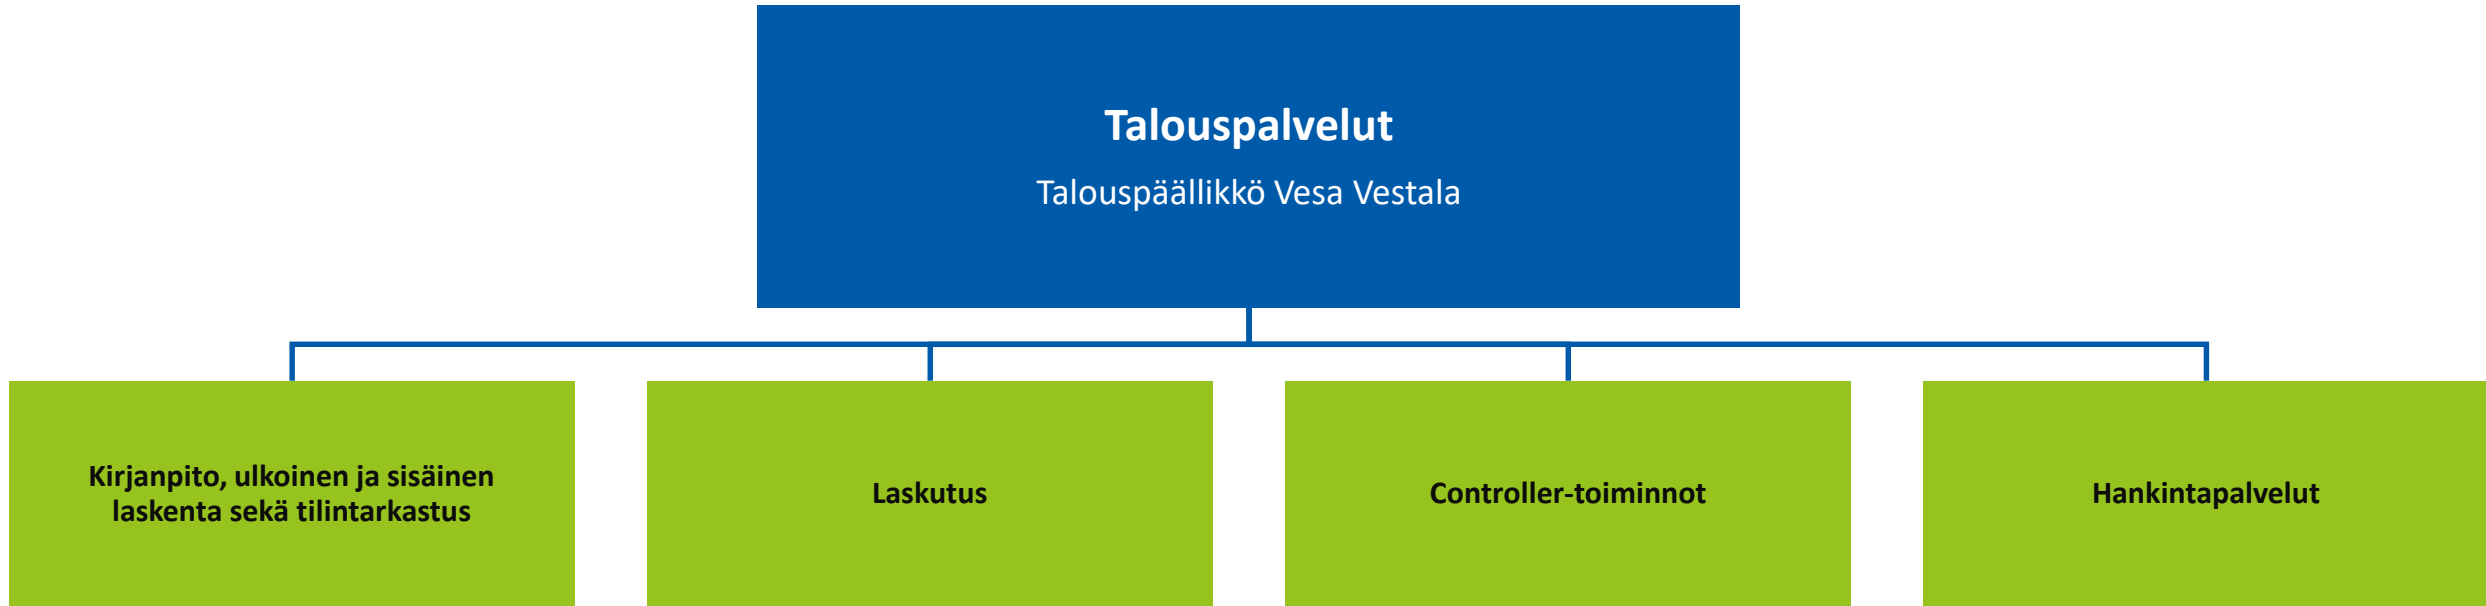 Talouspalvelut
Talouspäällikkö Vesa Vestala
Kirjanpito, ulkoinen ja sisäinen
laskenta sekä tilintarkastus
Laskutus
Controller-toiminnot
Hankintapalvelut